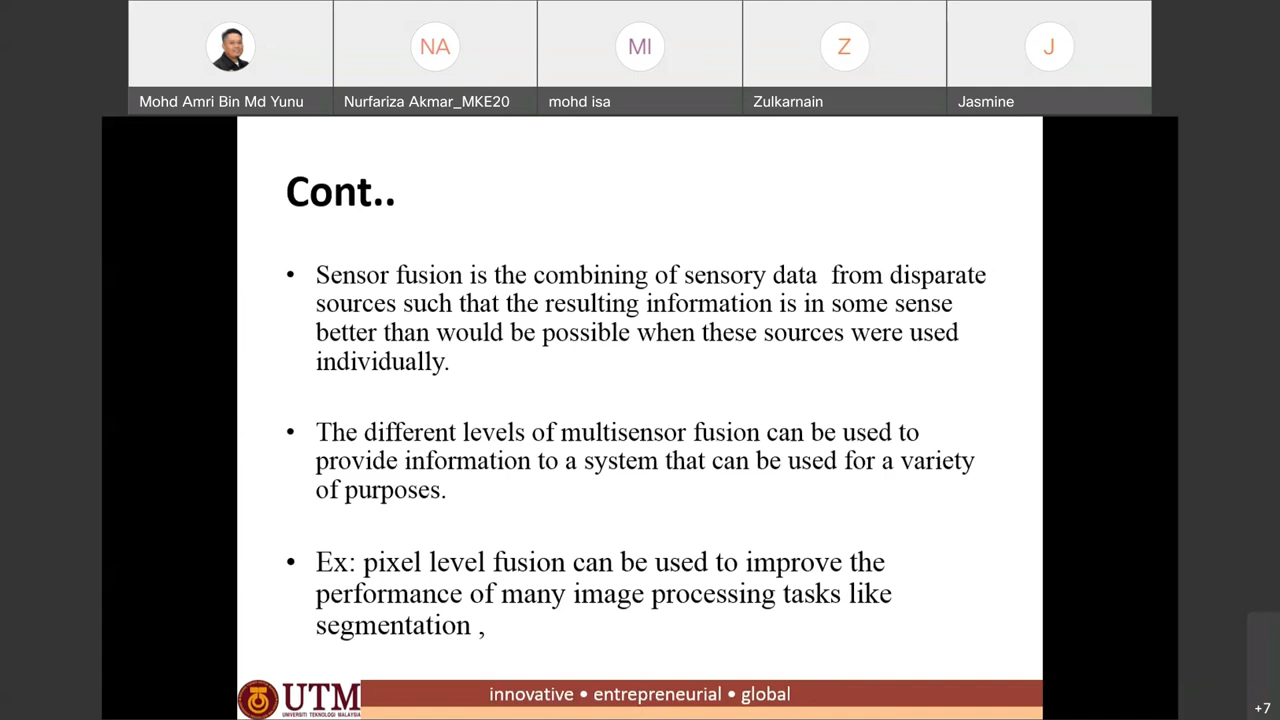 NA
MI
Z
J
Mohd Amri Bin Md Yunu
Nurfariza Akmar_MKE20
mohd isa
Zulkarnain
Jasmine
Cont..
• Sensor fusion is the combining of sensory data  from disparate
sources such that the resulting information is in some sense
better than would be possible when these sources were used
individually.
• The different levels of multisensor fusion can be used to
provide information to a system that can be used for a variety
of purposes.
• Ex: pixel level fusion can be used to improve the
performance of many image processing tasks like
segmentation ,
UTM
UNIVERSITI TEKNOLOGI MALAYSIA
innovative • entrepreneurial • global
+7